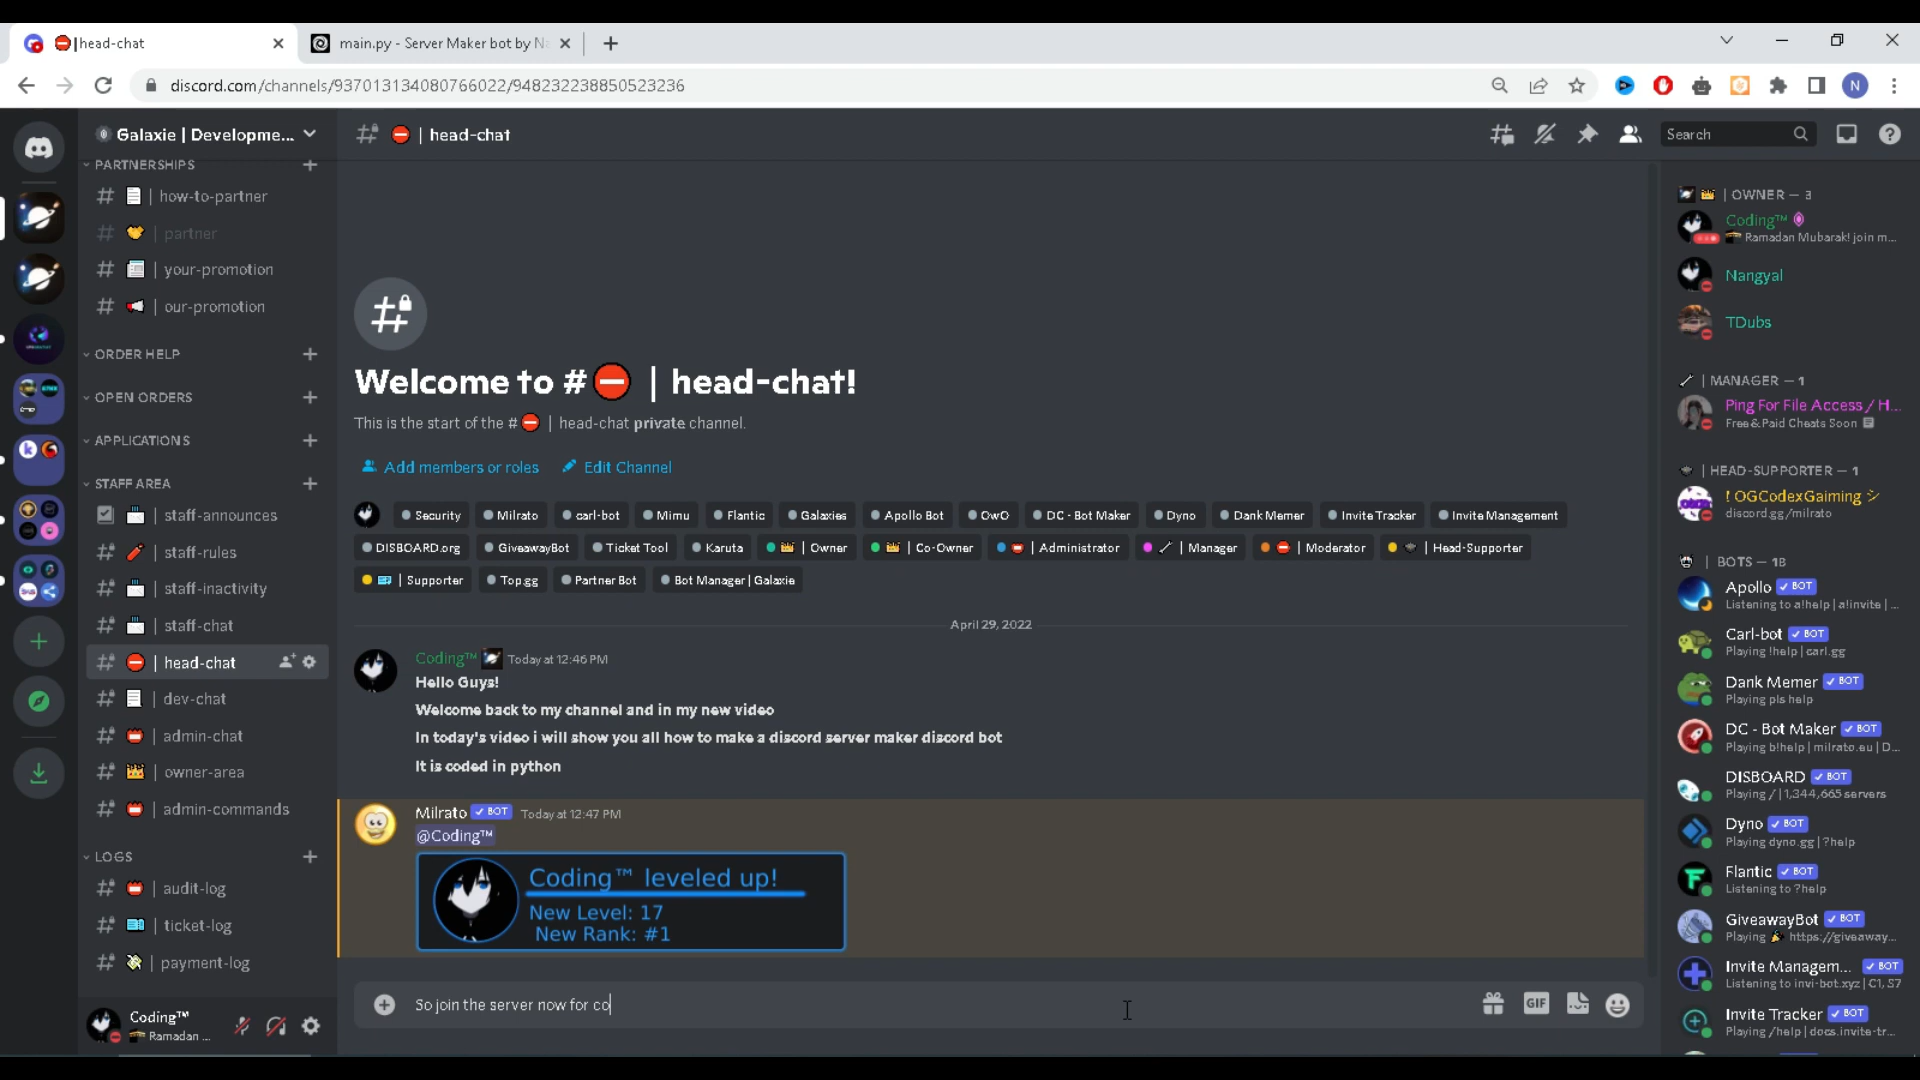 |head-chat
main.py - Server Maker bot by Na
discord.com/channels/937013134080766022/948232238850523236
N
Galaxie | Developme...
| head-chat
Search
PARTNERSHIPS
| how-to-partner
| partner
| your-promotion
| our-promotion
ORDER HELP
OPEN ORDERS
APPLICATIONS
STAFF AREA
| staff-announces
| staff-rules
| staff-inactivity
| staff-chat
| head-chat
| dev-chat
| admin-chat
| owner-area
| admin-commands
LOGS
| audit-log
| ticket-log
| payment-log
Coding™
Ramadan ...
Welcome to # | head-chat!
This is the start of the # | head-chat private channel.
Add members or roles Edit Channel
Security Milrato carl-bot Mimu Flantic Galaxies Apollo Bot OwO DC - Bot Maker Dyno Dank Memer Invite Tracker Invite Management
DISBOARD.org GiveawayBot Ticket Tool Karuta | Owner | Co-Owner | Administrator | Manager | Moderator | Head-Supporter
| Supporter Top.gg Partner Bot Bot Manager | Galaxie
April 29, 2022
Coding™ Today at 12:46 PM
Hello Guys!
Welcome back to my channel and in my new video
In today's video i will show you all how to make a discord server maker discord bot
It is coded in python
Milrato BOT Today at 12:47 PM
@Coding™
Coding™ leveled up!
New Level: 17
New Rank: #1
So join the server now for co
GIF
| OWNER — 3
Coding™
Ramadan Mubarak! join m...
Nangyal
TDubs
| MANAGER — 1
Ping For File Access / H...
Free & Paid Cheats Soon
| HEAD-SUPPORTER — 1
! OGCodexGaiming シ
discord.gg/milrato
| BOTS — 18
Apollo BOT
Listening to a!help | a!invite | ...
Carl-bot BOT
Playing !help | carl.gg
Dank Memer BOT
Playing pls help
DC - Bot Maker BOT
Playing b!help | milrato.eu | D...
DISBOARD BOT
Playing / | 1,344,665 servers
Dyno BOT
Playing dyno.gg | ?help
Flantic BOT
Listening to ?help
GiveawayBot BOT
Playing https://giveaway...
Invite Managem... BOT
Listening to invi-bot.xyz | C1, S7
Invite Tracker BOT
Playing /help | docs.invite-tr...